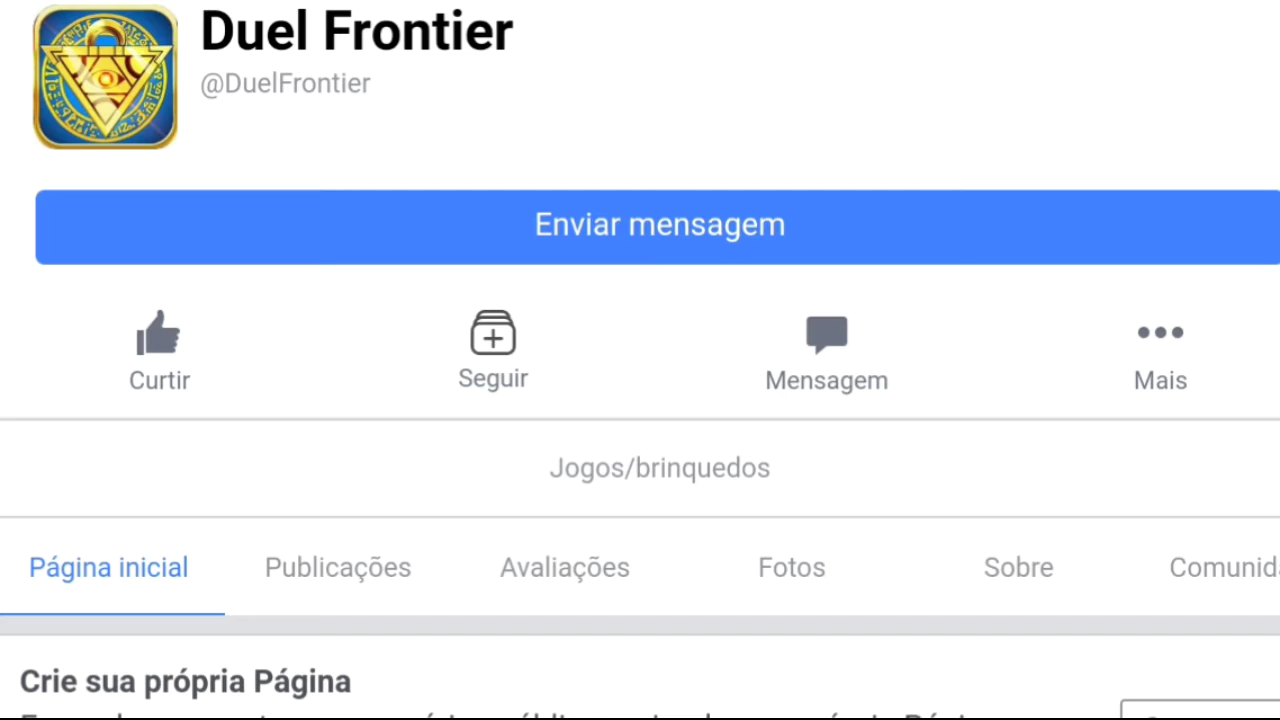 Duel Frontier
@DuelFrontier
Enviar mensagem
Curtir
Seguir
Mensagem
Mais
Jogos/brinquedos
Página inicial
Publicações
Avaliações
Fotos
Sobre
Comunid
Crie sua própria Página